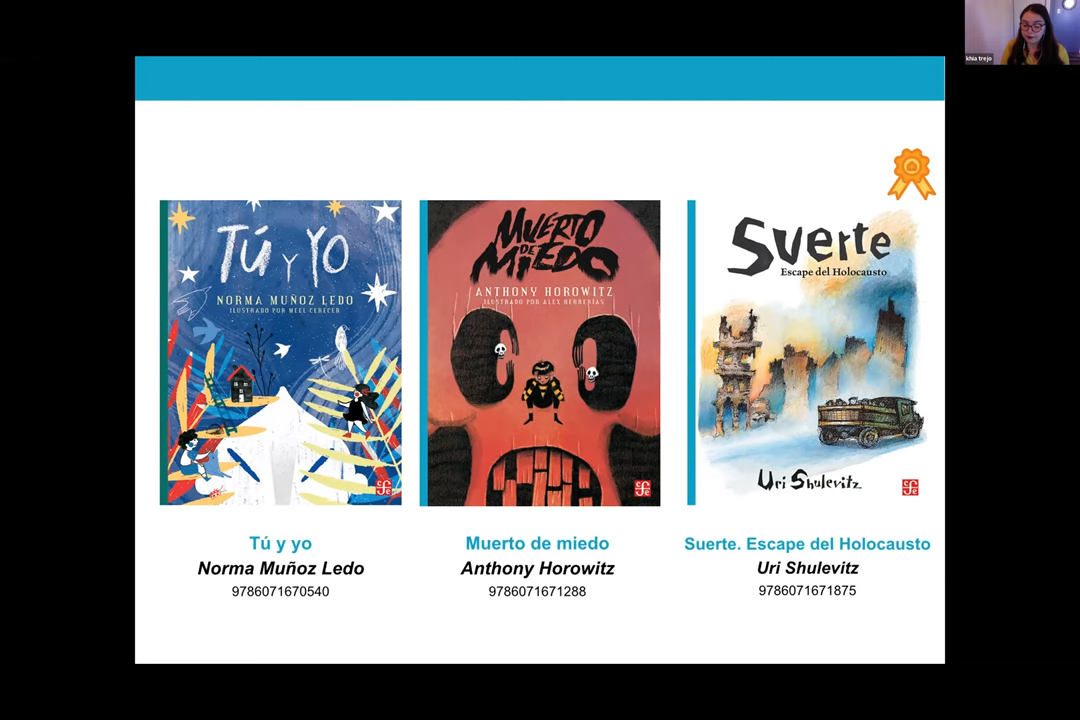 khia trejo
TÚ Y YO
NORMA MUÑOZ LEDO
ILUSTRADO POR MEEL CERECER
MUERTO
DE
MIEDO
ANTHONY HOROWITZ
ILUSTRADO POR ALEX HERRERÍAS
Suerte
Escape del Holocausto
Uri Shulevitz
Tú y yo
Norma Muñoz Ledo
9786071670540
Muerto de miedo
Anthony Horowitz
9786071671288
Suerte. Escape del Holocausto
Uri Shulevitz
9786071671875